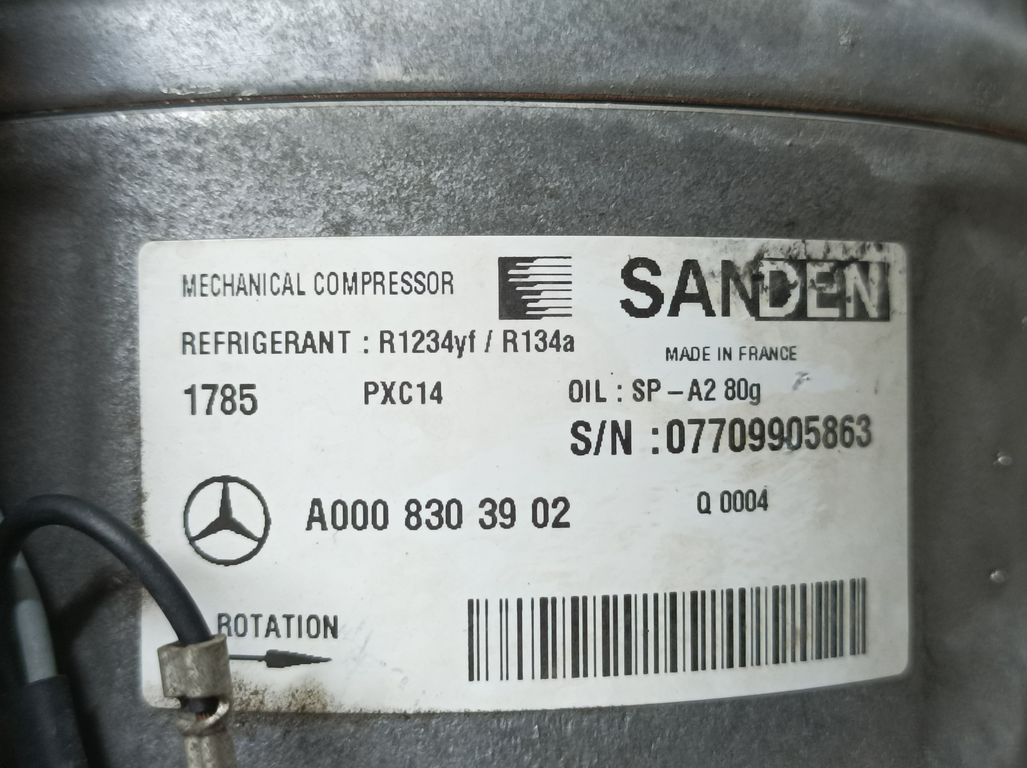 MECHANICAL COMPRESSOR
SANDEN
REFRIGERANT : R1234yf / R134a
MADE IN FRANCE
1785 PXC14 OIL : SP-A2 80g
S/N :07709905863
A000 830 39 02
Q 0004
ROTATION